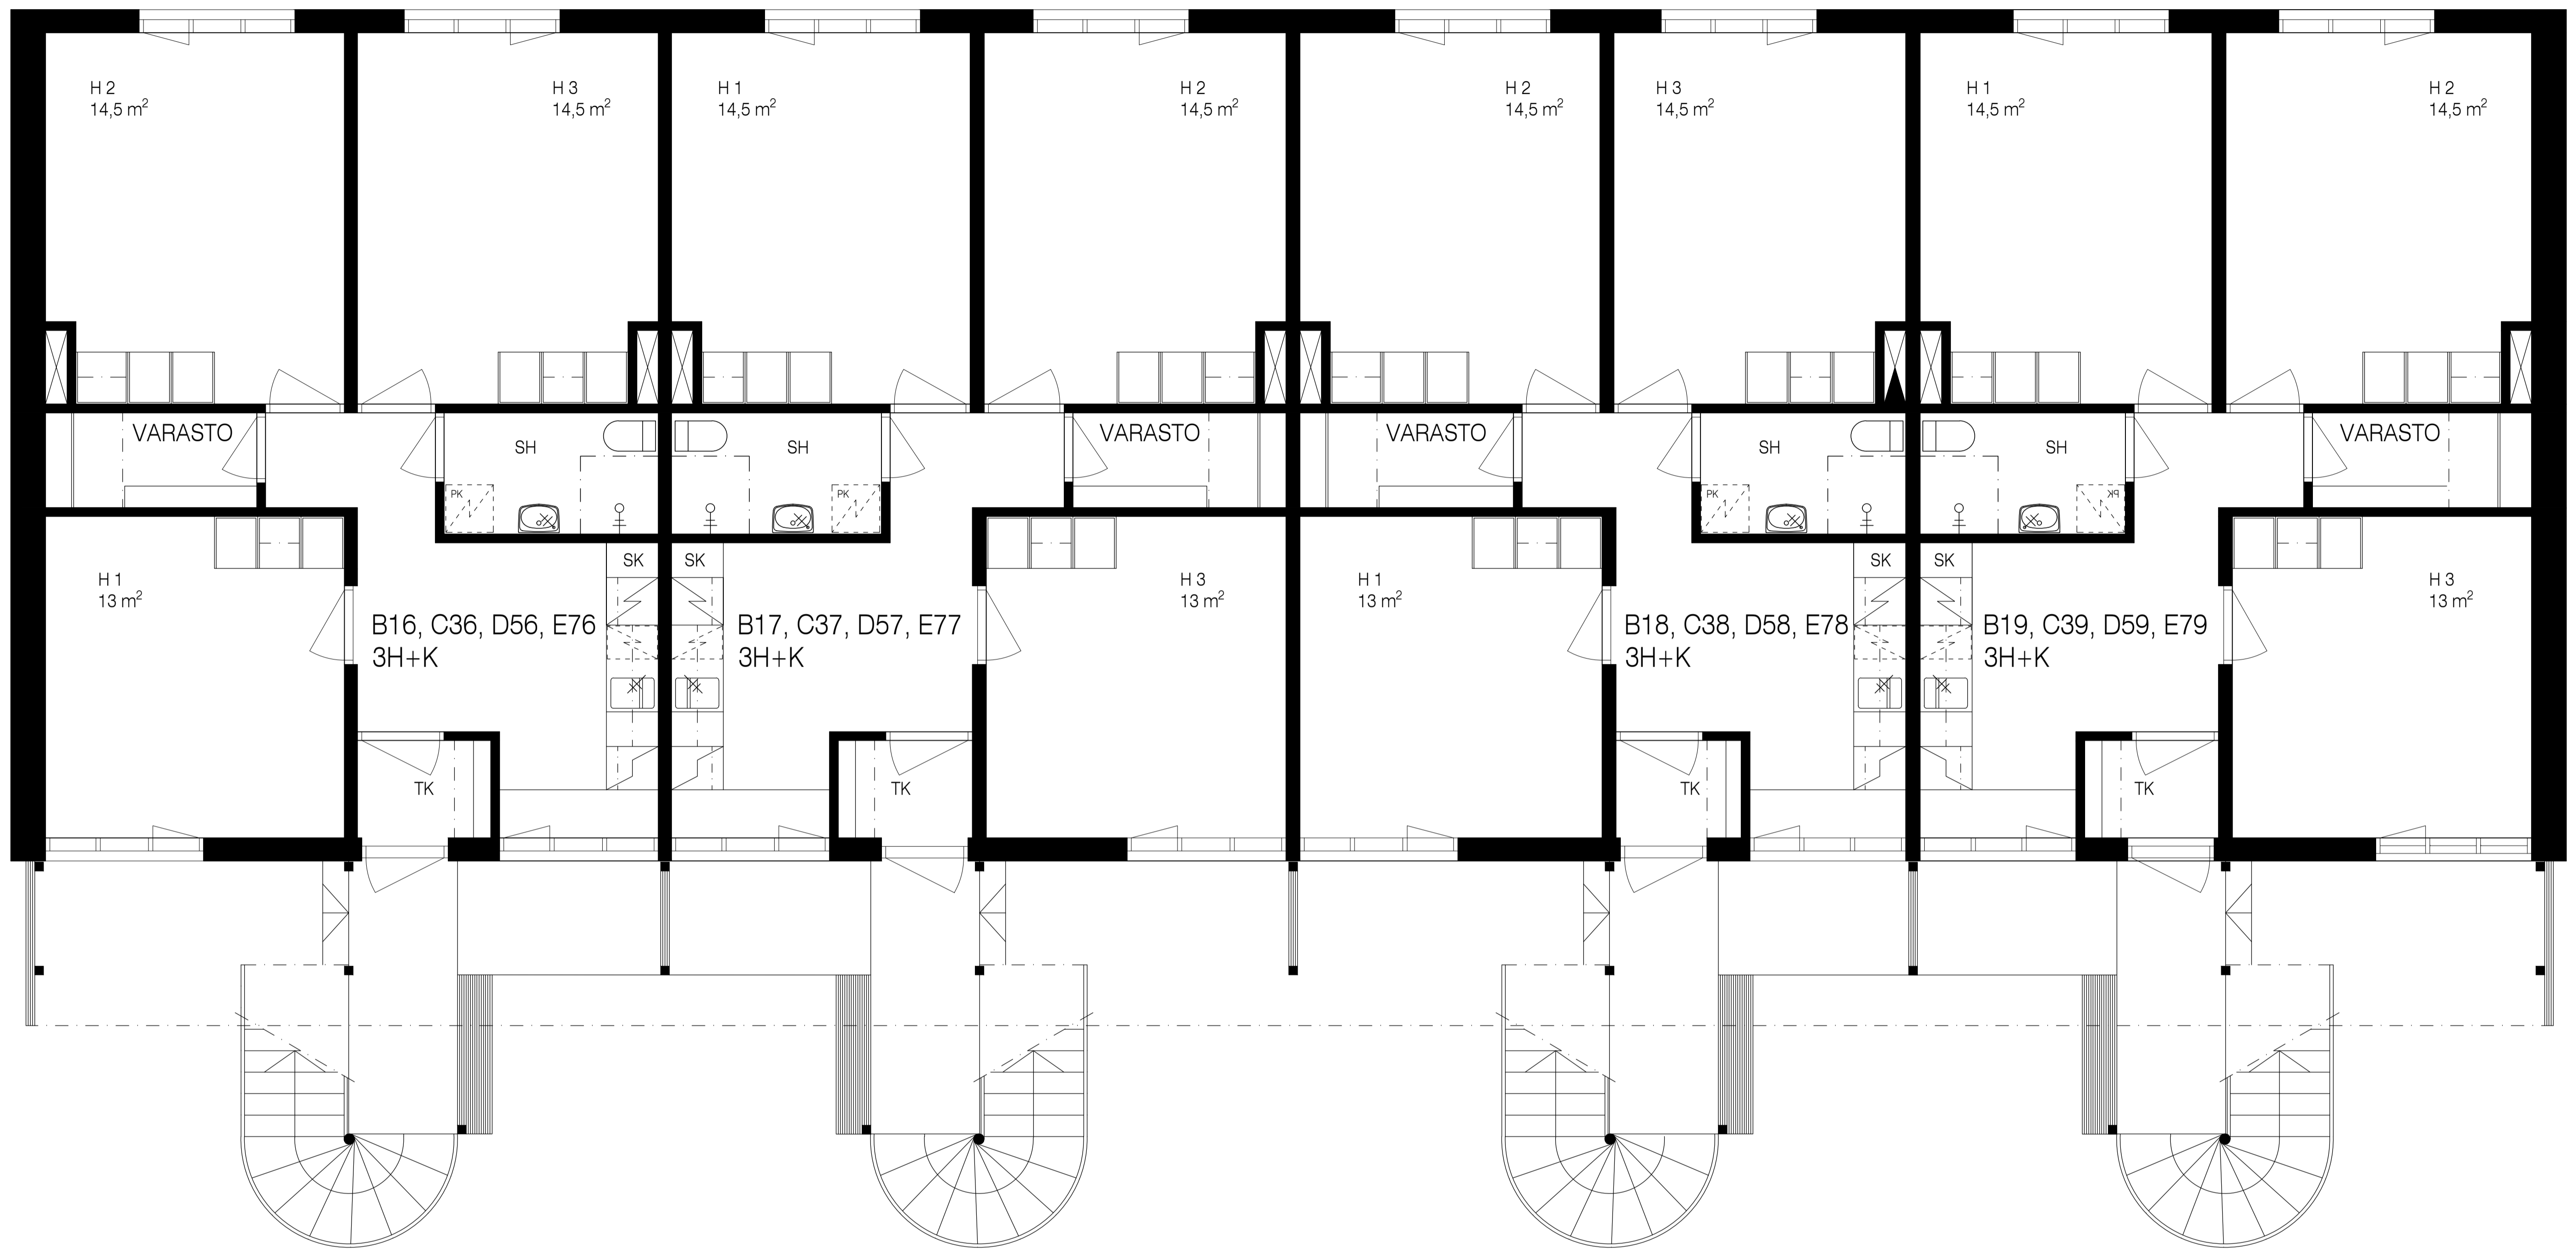 H 2
14,5 m²
H 3
14,5 m²
H 1
14,5 m²
H 2
14,5 m²
H 2
14,5 m²
H 3
14,5 m²
H 1
14,5 m²
H 2
14,5 m²
VARASTO
SH
SH
VARASTO
VARASTO
SH
SH
VARASTO
PK
PK
PK
PK
SK
SK
SK
SK
H 1
13 m²
H 3
13 m²
H 1
13 m²
H 3
13 m²
B16, C36, D56, E76
3H+K
B17, C37, D57, E77
3H+K
B18, C38, D58, E78
3H+K
B19, C39, D59, E79
3H+K
TK
TK
TK
TK